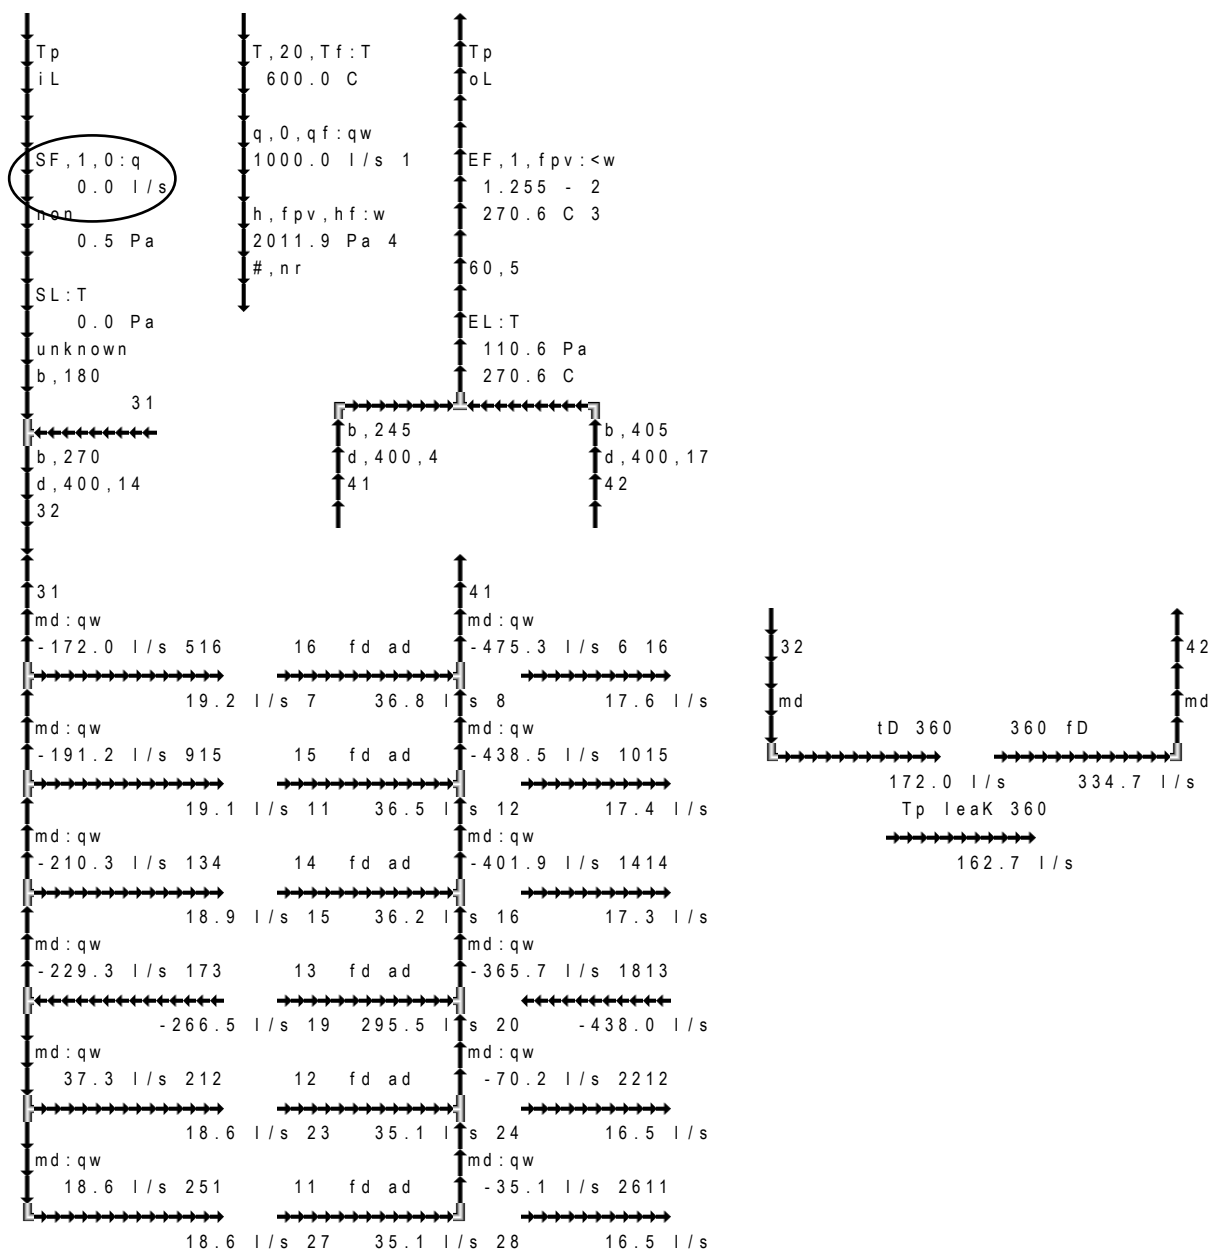 Tp
iL
SF,1,0:q
0.0 l/s
non
0.5 Pa
SL:T
0.0 Pa
unknown
b,180
31
b,270
d,400,14
32
T,20,Tf:T
600.0 C
q,0,qf:qw
1000.0 l/s 1
h,fpv,hf:w
2011.9 Pa 4
#,nr
Tp
oL
EF,1,fpv:<w
1.255 - 2
270.6 C 3
60,5
EL:T
110.6 Pa
270.6 C
b,245
d,400,4
41
b,405
d,400,17
42
31 41
md:qw md:qw
-172.0 l/s 516 16 fd ad -475.3 l/s 6 16
19.2 l/s 7 36.8 l/s 8 17.6 l/s
md:qw md:qw
-191.2 l/s 915 15 fd ad -438.5 l/s 1015
19.1 l/s 11 36.5 l/s 12 17.4 l/s
md:qw md:qw
-210.3 l/s 134 14 fd ad -401.9 l/s 1414
18.9 l/s 15 36.2 l/s 16 17.3 l/s
md:qw md:qw
-229.3 l/s 173 13 fd ad -365.7 l/s 1813
-266.5 l/s 19 295.5 l/s 20 -438.0 l/s
md:qw md:qw
37.3 l/s 212 12 fd ad -70.2 l/s 2212
18.6 l/s 23 35.1 l/s 24 16.5 l/s
md:qw md:qw
18.6 l/s 251 11 fd ad -35.1 l/s 2611
18.6 l/s 27 35.1 l/s 28 16.5 l/s
32 42
md md
tD 360 360 fD
172.0 l/s 334.7 l/s
Tp leaK 360
162.7 l/s